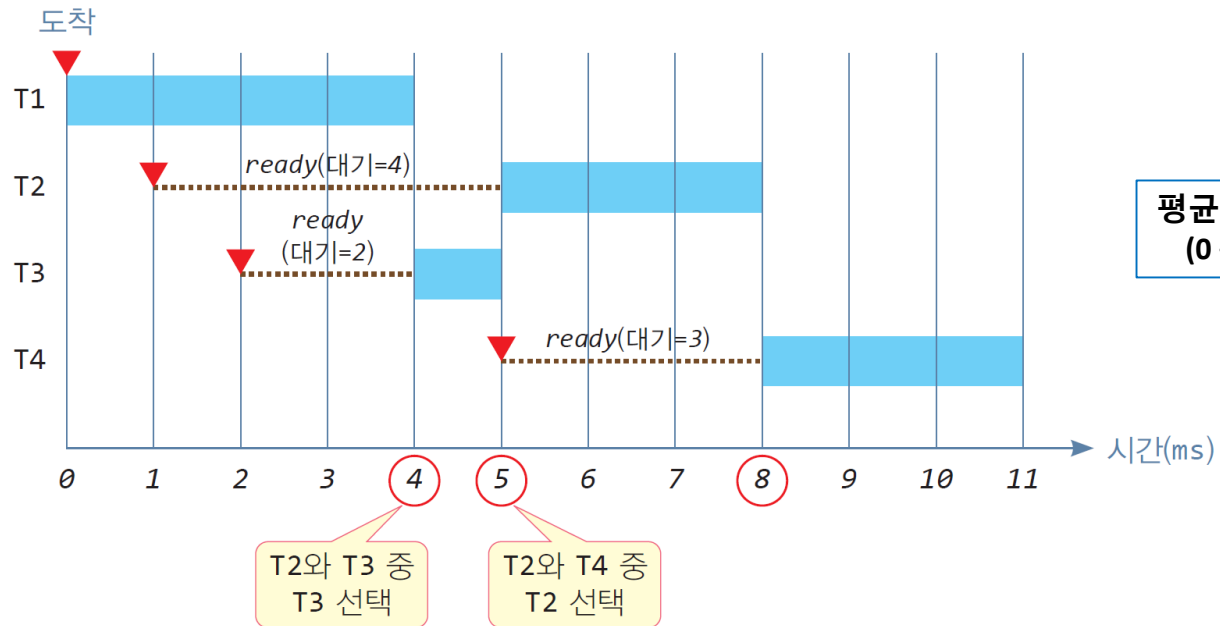 도착
T1
ready(대기=4)
T2
ready
(대기=2)
T3
ready(대기=3)
T4
평균
(0
시간(ms)
0 1 2 3 4 5 6 7 8 9 10 11
T2와 T3 중
T3 선택
T2와 T4 중
T2 선택